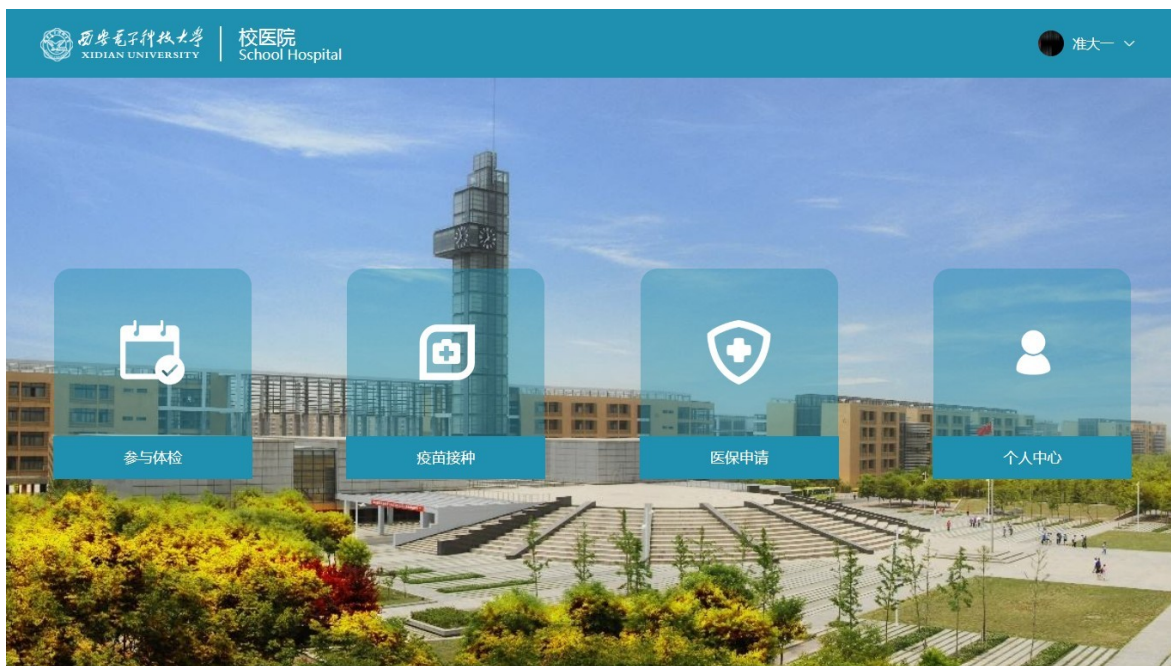 西安电子科技大学
XIDIAN UNIVERSITY
校医院
School Hospital
准大一
参与体检
疫苗接种
医保申请
个人中心